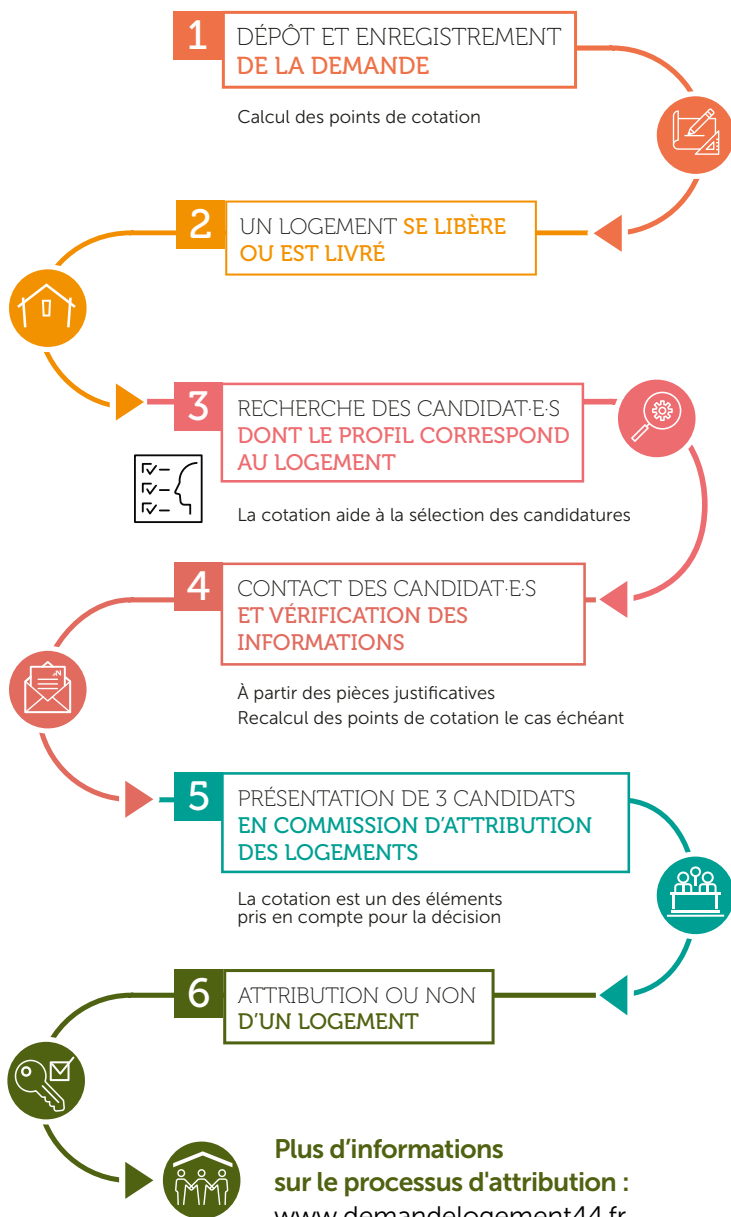 1
DÉPÔT ET ENREGISTREMENT
DE LA DEMANDE
Calcul des points de cotation
2
UN LOGEMENT SE LIBÈRE
OU EST LIVRÉ
3
RECHERCHE DES CANDIDAT·E·S
DONT LE PROFIL CORRESPOND
AU LOGEMENT
La cotation aide à la sélection des candidatures
4
CONTACT DES CANDIDAT·E·S
ET VÉRIFICATION DES
INFORMATIONS
À partir des pièces justificatives
Recalcul des points de cotation le cas échéant
5
PRÉSENTATION DE 3 CANDIDATS
EN COMMISSION D'ATTRIBUTION
DES LOGEMENTS
La cotation est un des éléments
pris en compte pour la décision
6
ATTRIBUTION OU NON
D'UN LOGEMENT
Plus d'informations
sur le processus d'attribution :
www.demandelogement44.fr